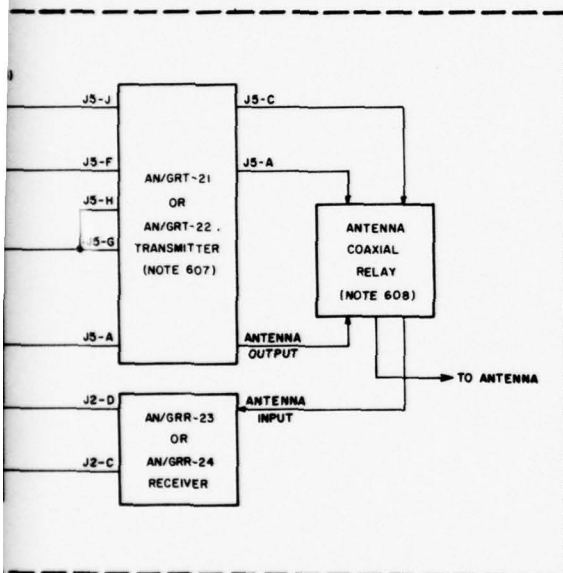 )
J5-J
J5-C
J5-F
J5-A
AN/GRT-21
OR
AN/GRT-22.
TRANSMITTER
(NOTE 607)
J5-H
J5-G
ANTENNA
COAXIAL
RELAY
(NOTE 608)
J5-A
ANTENNA
OUTPUT
TO ANTENNA
J2-D
ANTENNA
INPUT
AN/GRR-23
OR
AN/GRR-24
RECEIVER
J2-C